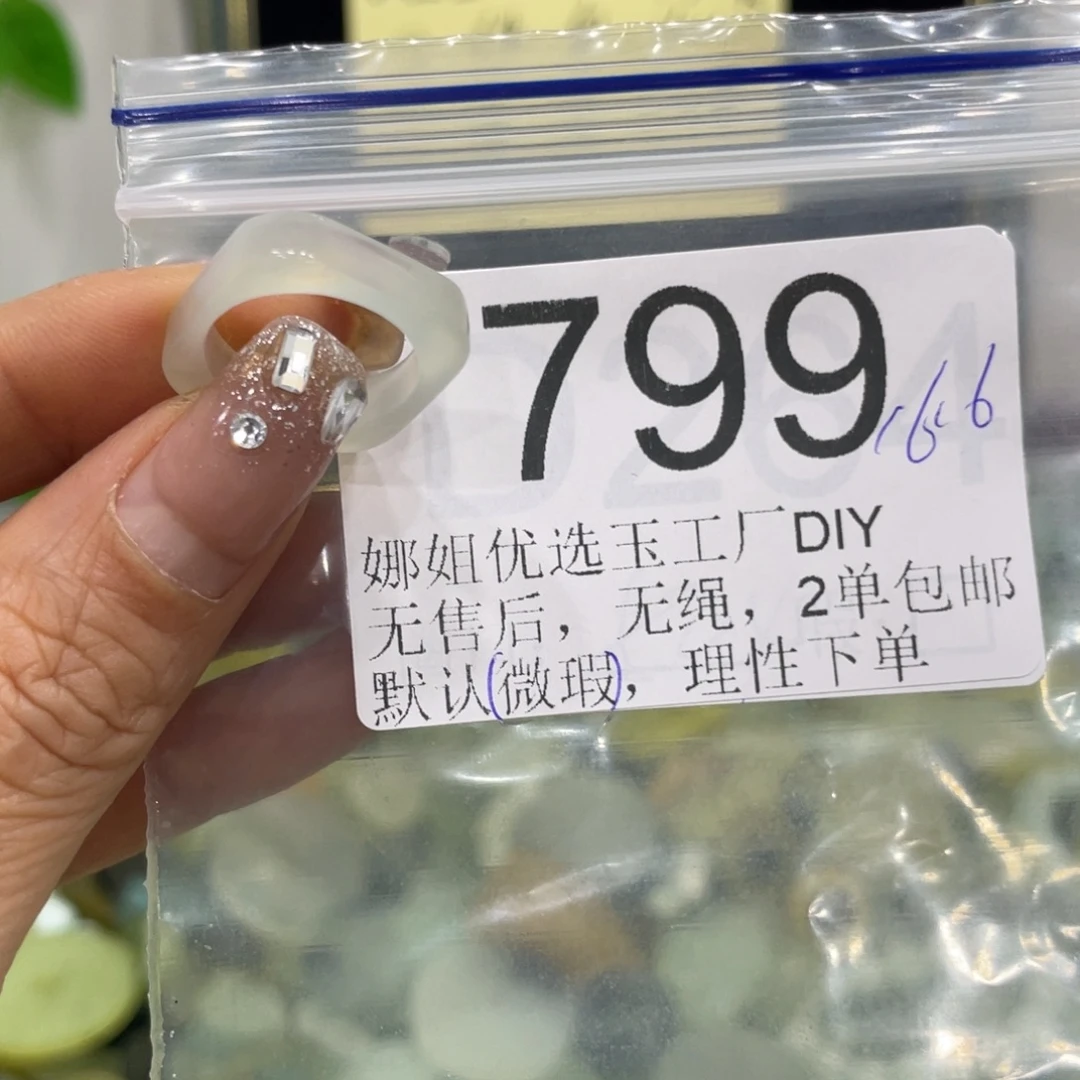 799
娜姐优选玉工厂DIY
无售后，无绳，2单包邮
默认(微瑕)，理性下单